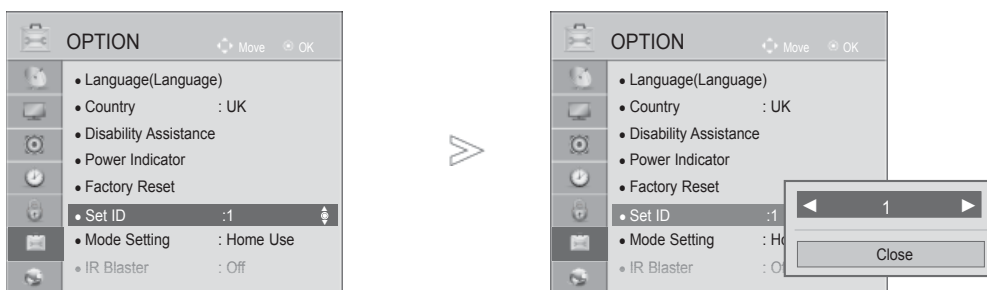 OPTION Move OK
• Language(Language)
• Country : UK
• Disability Assistance
• Power Indicator
• Factory Reset
• Set ID :1
• Mode Setting : Home Use
• IR Blaster : Off
OPTION Move OK
• Language(Language)
• Country : UK
• Disability Assistance
• Power Indicator
• Factory Reset
• Set ID :1
• Mode Setting : Ho
• IR Blaster : Of
◀ 1 ▶
Close